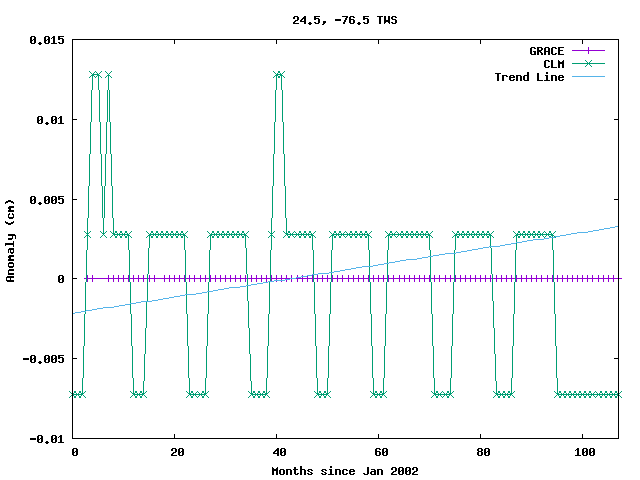 24.5, -76.5 TWS
GRACE
CLM
Trend Line
0.015
0.01
0.005
0
-0.005
-0.01
Anomaly (cm)
0 20 40 60 80 100
Months since Jan 2002